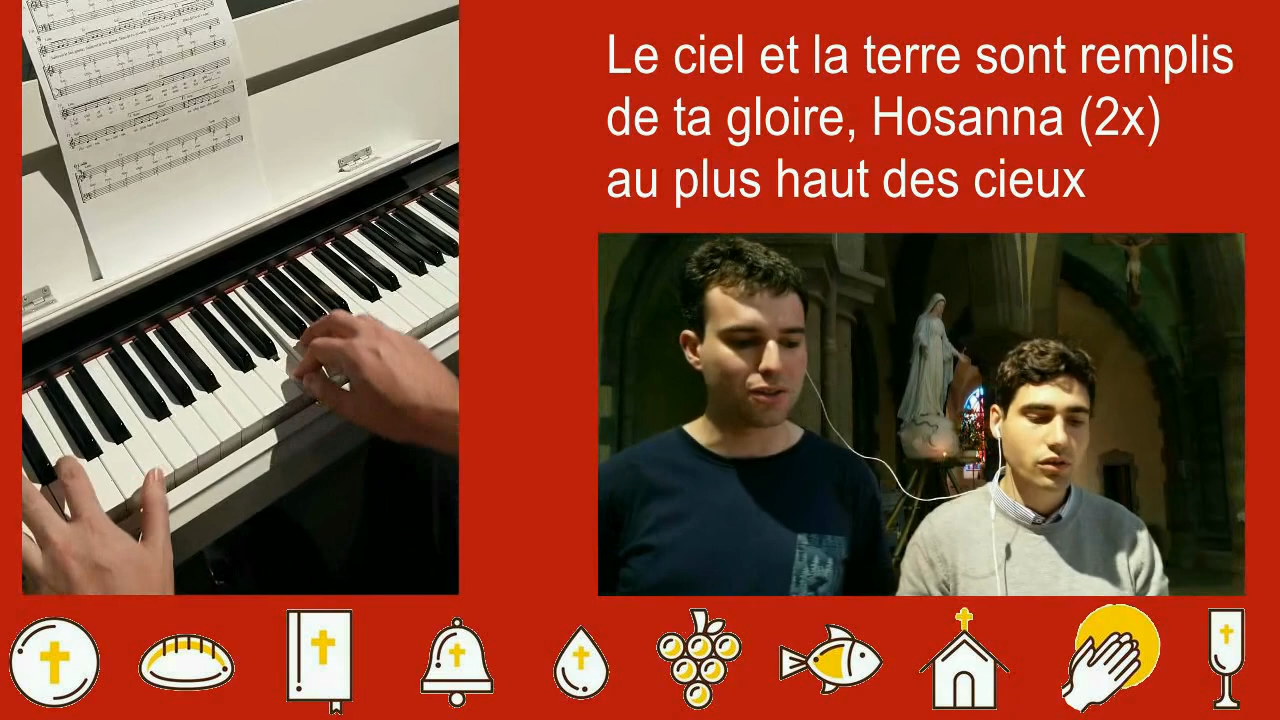 Le ciel et la terre sont remplis
de ta gloire, Hosanna (2x)
au plus haut des cieux